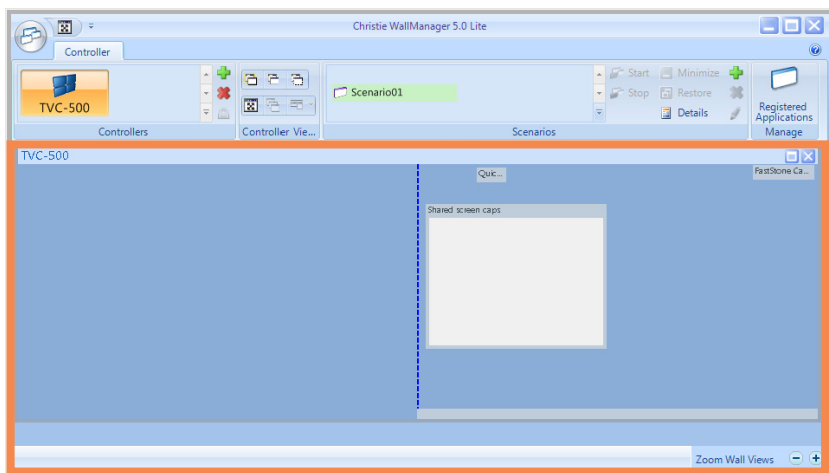 Christie WallManager 5.0 Lite
Controller
TVC-500
Controllers
Controller Vie...
Scenario01
Start
Minimize
Stop
Restore
Details
Scenarios
Registered
Applications
Manage
TVC-500
Quic...
FastStone Ca...
Shared screen caps
Zoom Wall Views